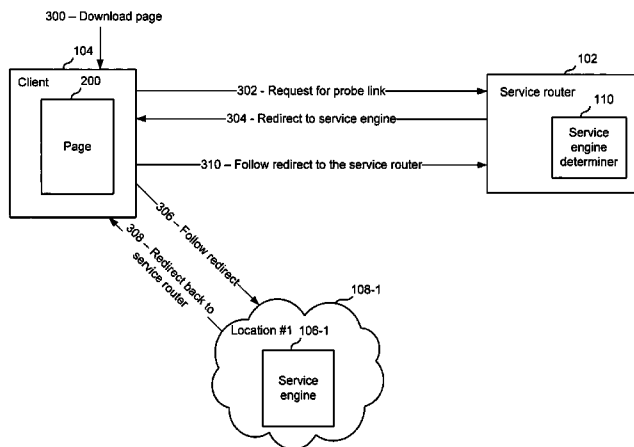 300 – Download page
104
Client
200
Page
302 - Request for probe link
304 - Redirect to service engine
310 – Follow redirect to the service router
102
Service router
110
Service
engine
determiner
306 – Follow redirect
308 – Redirect back to
service router
108-1
Location #1
106-1
Service
engine